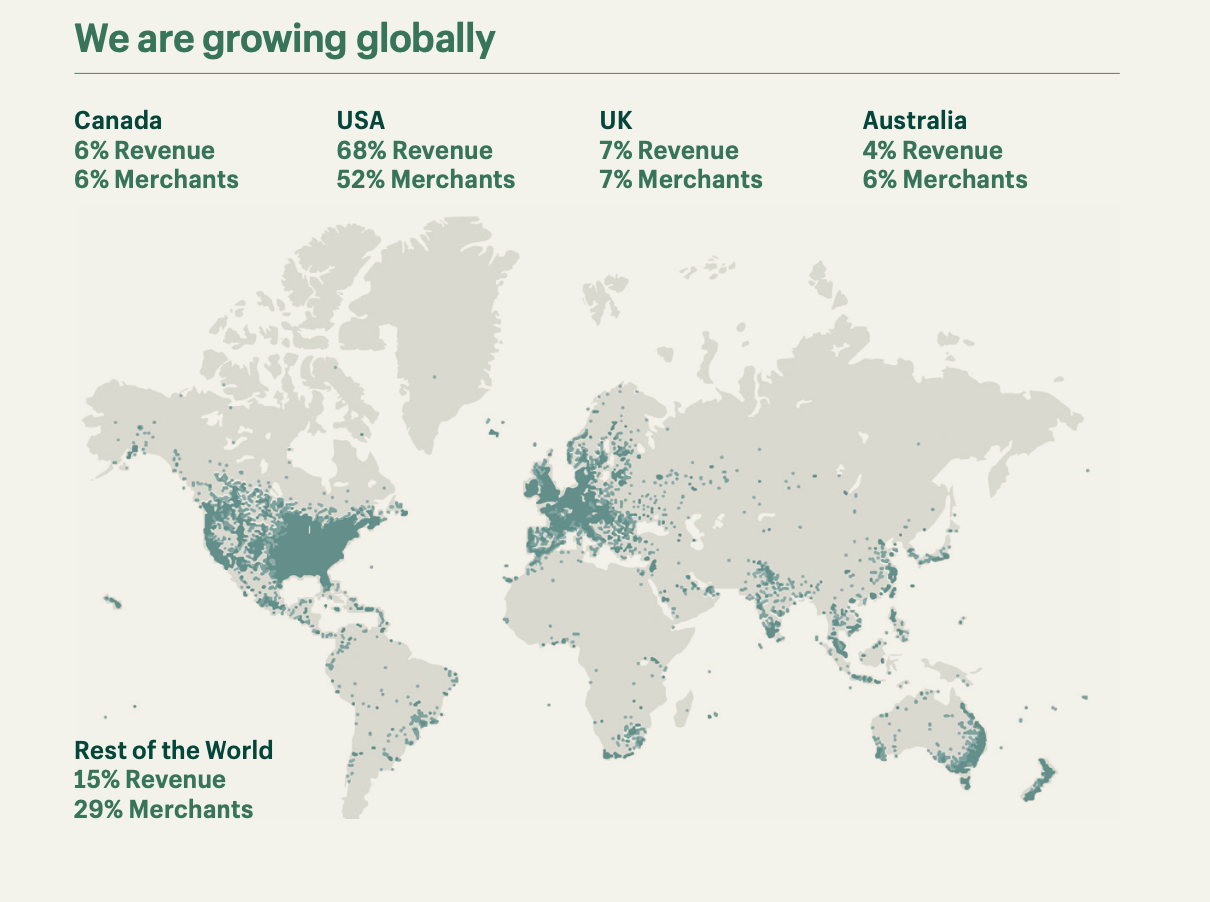 We are growing globally
Canada
6% Revenue
6% Merchants
USA
68% Revenue
52% Merchants
UK
7% Revenue
7% Merchants
Australia
4% Revenue
6% Merchants
Rest of the World
15% Revenue
29% Merchants